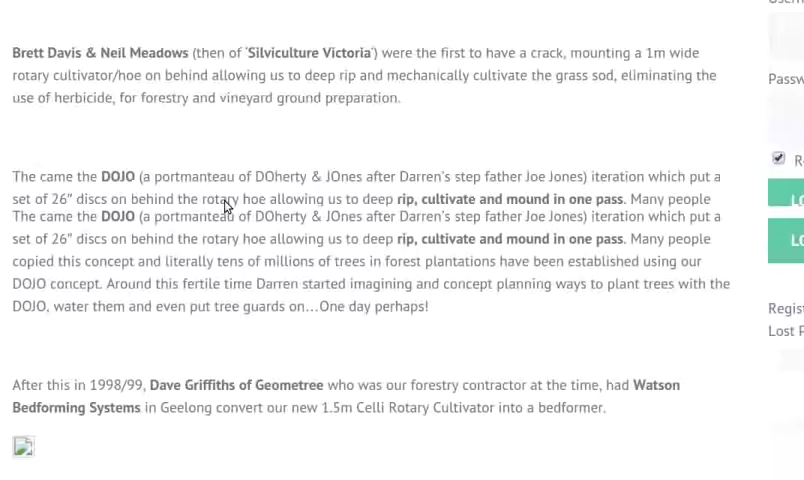 Brett Davis & Neil Meadows (then of 'Silviculture Victoria') were the first to have a crack, mounting a 1m wide
rotary cultivator/hoe on behind allowing us to deep rip and mechanically cultivate the grass sod, eliminating the
use of herbicide, for forestry and vineyard ground preparation.
The came the DOJO (a portmanteau of DOherty & JOnes after Darren's step father Joe Jones) iteration which put a
set of 26" discs on behind the rotary hoe allowing us to deep rip, cultivate and mound in one pass. Many people
The came the DOJO (a portmanteau of DOherty & JOnes after Darren's step father Joe Jones) iteration which put a
set of 26" discs on behind the rotary hoe allowing us to deep rip, cultivate and mound in one pass. Many people
copied this concept and literally tens of millions of trees in forest plantations have been established using our
DOJO concept. Around this fertile time Darren started imagining and concept planning ways to plant trees with the
DOJO, water them and even put tree guards on...One day perhaps!
After this in 1998/99, Dave Griffiths of Geometree who was our forestry contractor at the time, had Watson
Bedforming Systems in Geelong convert our new 1.5m Celli Rotary Cultivator into a bedformer.
Passw
R
LO
LO
Regist
Lost P